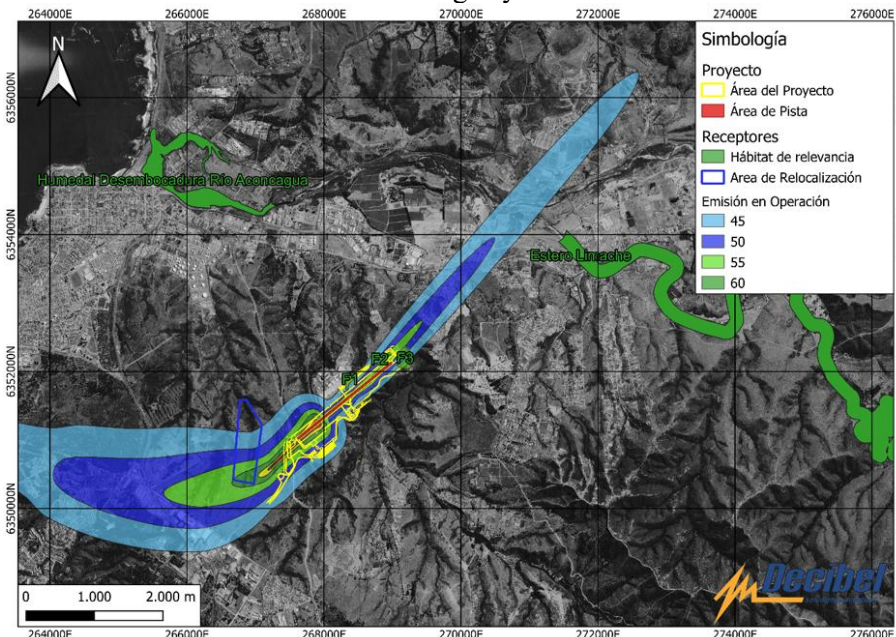 264000E 266000E 268000E 270000E 272000E 274000E 276000E
N
6356000N
6354000N
6352000N
6350000N
Humedal Desembocadura Río Aconcagua
Estero Limache
F1
F2
F3
Simbología
Proyecto
Área del Proyecto
Área de Pista
Receptores
Hábitat de relevancia
Area de Relocalización
Emisión en Operación
45
50
55
60
0 1.000 2.000 m
Decibel
264000E 266000E 268000E 270000E 272000E 274000E 276000E